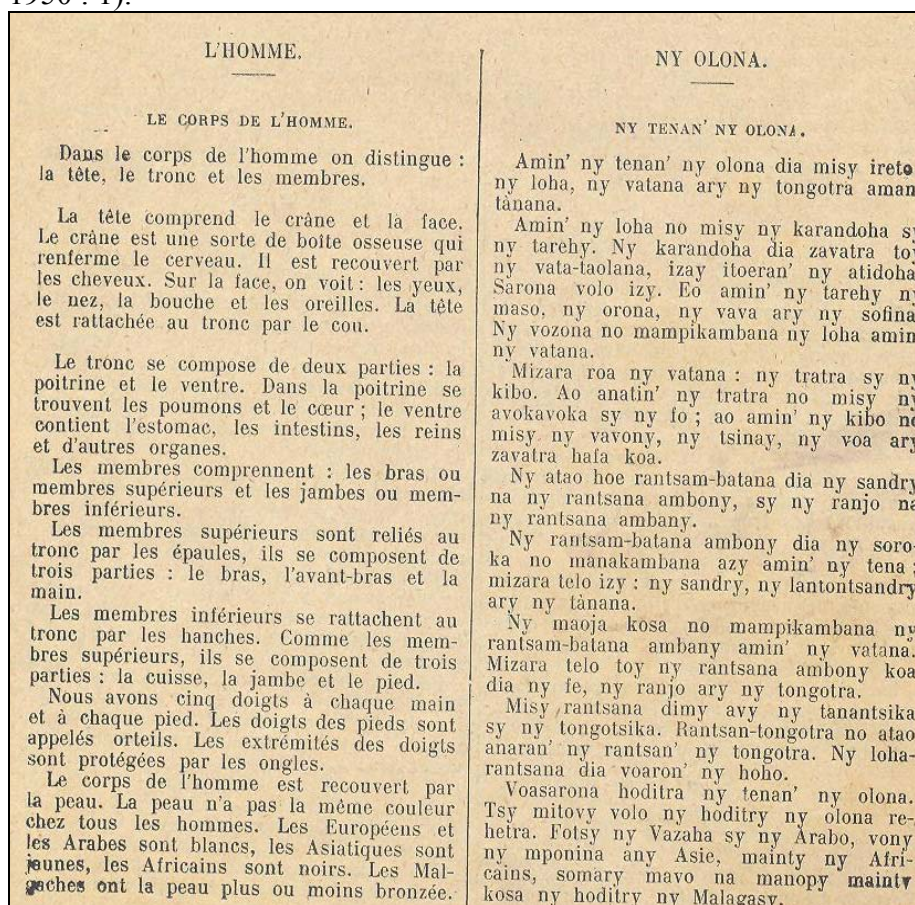 1950 : 1).
L'HOMME.
LE CORPS DE L'HOMME.
Dans le corps de l'homme on distingue :
la tête, le tronc et les membres.
La tête comprend le crâne et la face.
Le crâne est une sorte de boîte osseuse qui
renferme le cerveau. Il est recouvert par
les cheveux. Sur la face, on voit : les yeux,
le nez, la bouche et les oreilles. La tête
est rattachée au tronc par le cou.
Le tronc se compose de deux parties : la
poitrine et le ventre. Dans la poitrine se
trouvent les poumons et le cœur ; le ventre
contient l'estomac, les intestins, les reins
et d'autres organes.
Les membres comprennent : les bras ou
membres supérieurs et les jambes ou mem-
bres inférieurs.
Les membres supérieurs sont reliés au
tronc par les épaules, ils se composent de
trois parties : le bras, l'avant-bras et la
main.
Les membres inférieurs se rattachent au
tronc par les hanches. Comme les mem-
bres supérieurs, ils se composent de trois
parties : la cuisse, la jambe et le pied.
Nous avons cinq doigts à chaque main
et à chaque pied. Les doigts des pieds sont
appelés orteils. Les extrémités des doigts
sont protégées par les ongles.
Le corps de l'homme est recouvert par
la peau. La peau n'a pas la même couleur
chez tous les hommes. Les Européens et
les Arabes sont blancs, les Asiatiques sont
jaunes, les Africains sont noirs. Les Mal-
gaches ont la peau plus ou moins bronzée.
NY OLONA.
NY TENAN' NY OLONA.
Amin' ny tenan' ny olona dia misy ireto
ny loha, ny vatana ary ny tongotra aman
tànana.
Amin' ny loha no misy ny karandoha sy
ny tarehy. Ny karandoha dia zavatra toy
ny vata-taolana, izay itoeran' ny atidoha
Sarona volo izy. Eo amin' ny tarehy ny
maso, ny orona, ny vava ary ny sofina
Ny vozona no mampikambana ny loha amin
ny vatana.
Mizara roa ny vatana : ny tratra sy ny
kibo. Ao anatin' ny tratra no misy ny
avokavoka sy ny fo ; ao amin' ny kibo no
misy ny vavony, ny tsinay, ny voa ary
zavatra hafa koa.
Ny atao hoe rantsam-batana dia ny sandry
na ny rantsana ambony, sy ny ranjo na
ny rantsana ambany.
Ny rantsam-batana ambony dia ny soro-
ka no manakambana azy amin' ny tena ;
mizara telo izy : ny sandry, ny lantontsandry
ary ny tànana.
Ny maoja kosa no mampikambana ny
rantsam-batana ambany amin' ny vatana.
Mizara telo toy ny rantsana ambony koa
dia ny fe, ny ranjo ary ny tongotra.
Misy rantsana dimy avy ny tanantsika
sy ny tongotsika. Rantsan-tongotra no atao
anaran' ny rantsan' ny tongotra. Ny loha-
rantsana dia voaron' ny hoho.
Voasarona hoditra ny tenan' ny olona.
Tsy mitovy volo ny hoditry ny olona re-
hetra. Fotsy ny Vazaha sy ny Arabo, vony
ny mponina any Asie, mainty ny Afri-
cains, somary mavo na manopy mainty
kosa ny hoditry ny Malagasy.